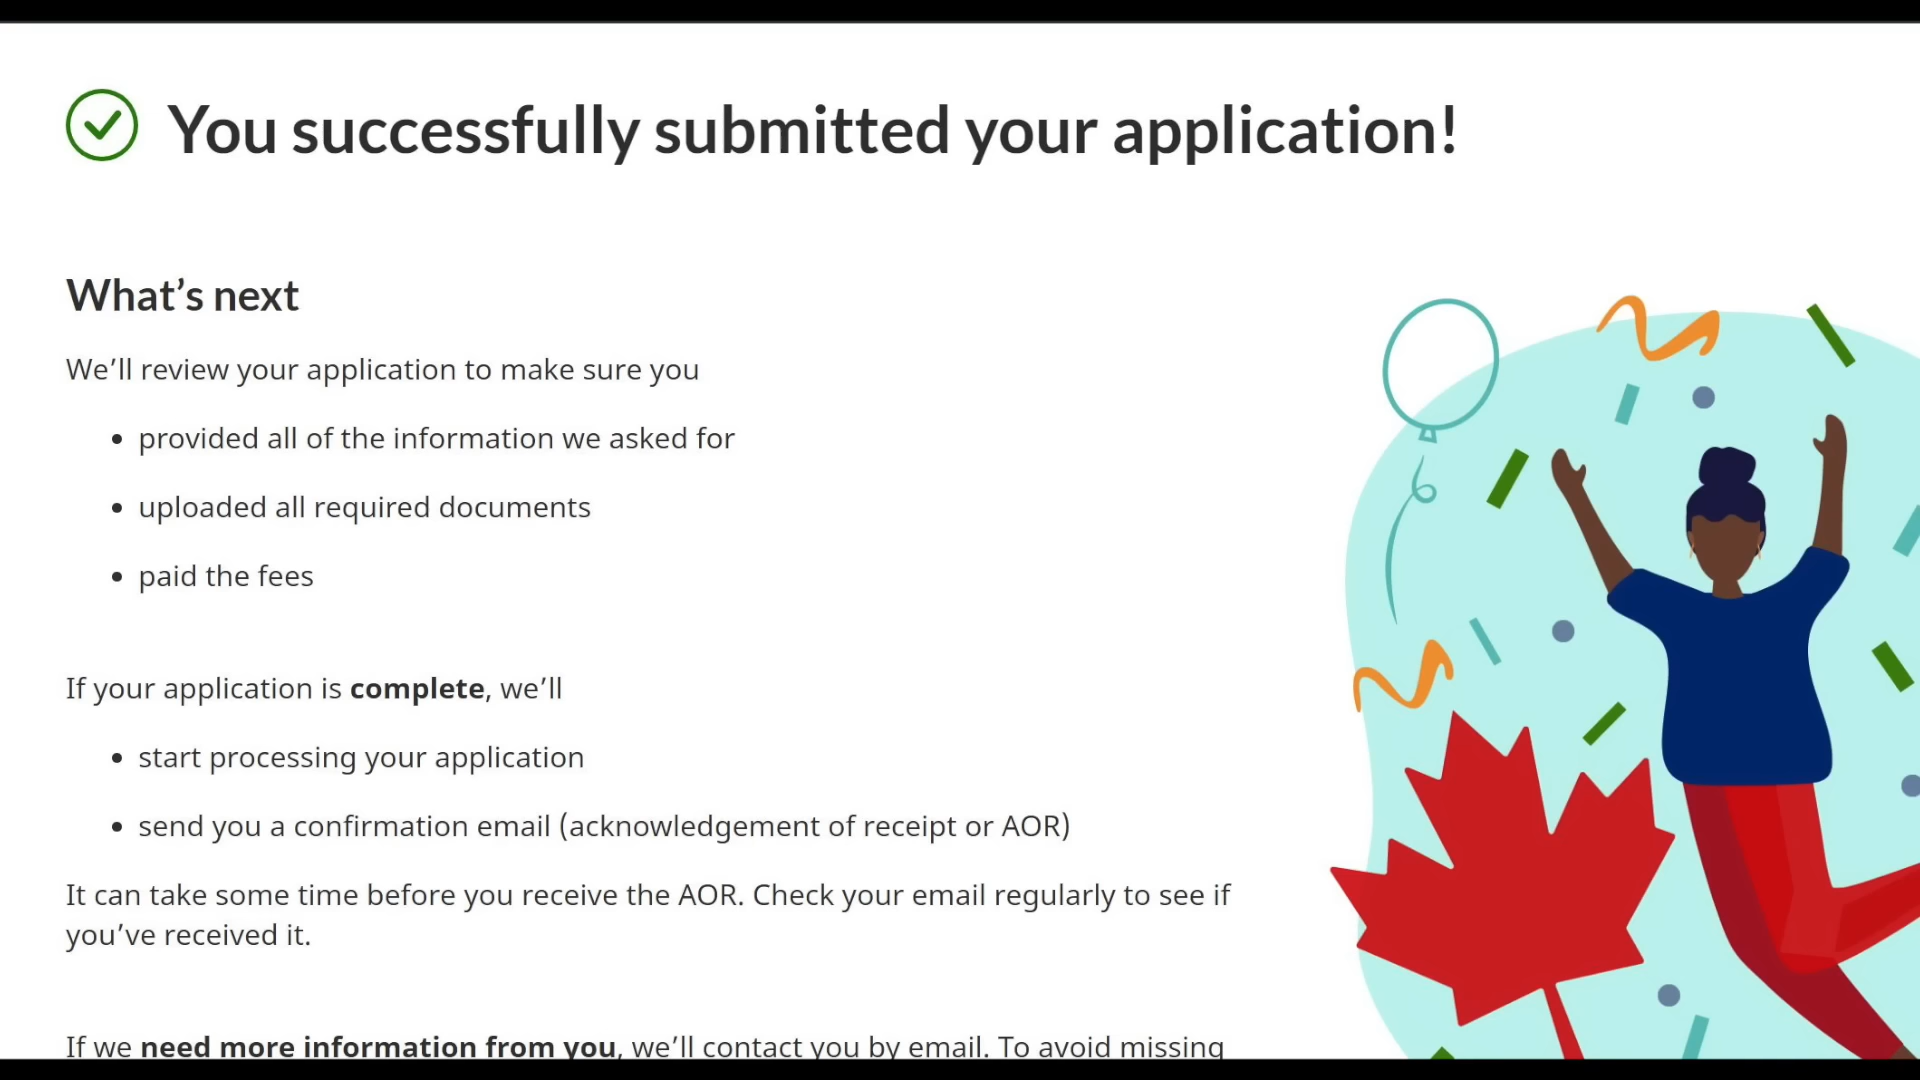 You successfully submitted your application!
What’s next
We’ll review your application to make sure you
• provided all of the information we asked for
• uploaded all required documents
• paid the fees
If your application is complete, we’ll
• start processing your application
• send you a confirmation email (acknowledgement of receipt or AOR)
It can take some time before you receive the AOR. Check your email regularly to see if
you’ve received it.
If we need more information from you, we’ll contact you by email. To avoid missing